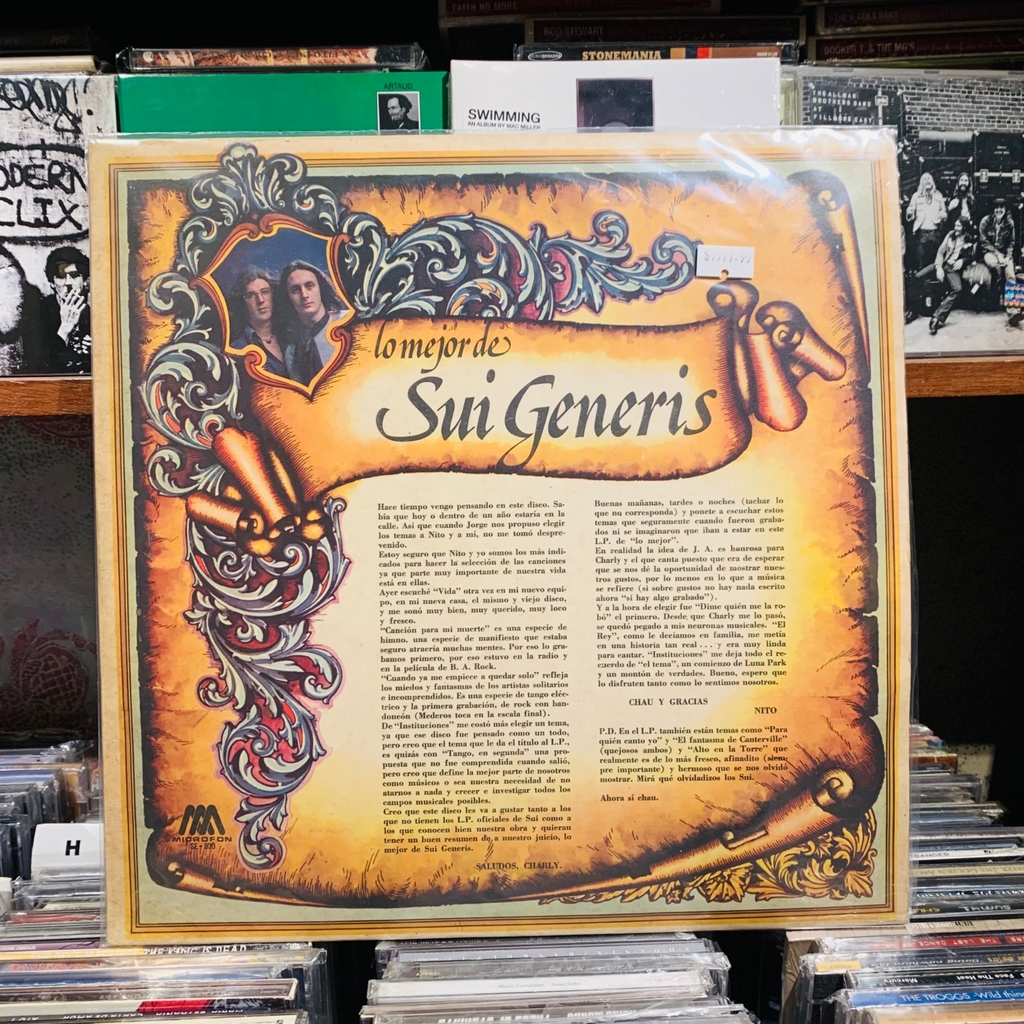 FAITH NO MORE
ROD STEWART
BOOKER T. & THE MG'S
STONEMANIA
ARTAUD
SWIMMING
AN ALBUM BY MAC MILLER
lo mejor de
Sui Generis
Hace tiempo vengo pensando en este disco. Sa-
bía que hoy o dentro de un año estaría en la
calle. Así que cuando Jorge nos propuso elegir
los temas a Nito y a mí, no me tomó despre-
venido.
Estoy seguro que Nito y yo somos los más indi-
cados para hacer la selección de las canciones
ya que parte muy importante de nuestra vida
está en ellas.
Ayer escuché “Vida” otra vez en mi nuevo equi-
po, en mi nueva casa, el mismo y viejo disco,
y me sonó muy bien, muy querido, muy loco
y fresco.
“Canción para mi muerte” es una especie de
himno, una especie de manifiesto que estaba
seguro atraería muchas mentes. Por eso lo gra-
bamos primero, por eso estuvo en la radio y
en la película de B. A. Rock.
“Cuando ya me empiece a quedar solo” refleja
los miedos y fantasmas de los artistas solitarios
e incomprendidos. Es una especie de tango eléc-
trico y la primera grabación, de rock con ban-
doneón (Mederos toca en la escala final).
De “Instituciones” me costó más elegir un tema,
ya que ese disco fue pensado como un todo,
pero creo que el tema que le da el título al L.P.,
es quizás con “Tango, en segunda” una pro-
puesta que no fue comprendida cuando salió,
pero creo que define la mejor parte de nosotros
como músicos o sea nuestra necesidad de no
atarnos a nada y crecer e investigar todos los
campos musicales posibles.
Creo que este disco les va a gustar tanto a los
que no tienen los L.P. oficiales de Sui como a
los que conocen bien nuestra obra y quieran
tener un buen resumen de, a nuestro juicio, lo
mejor de Sui Generis.
SALUDOS, CHARLY.
Buenas mañanas, tardes o noches (tachar lo
que no corresponda) y ponete a escuchar estos
temas que seguramente cuando fueron graba-
dos ni se imaginaron que iban a estar en este
L.P. de “lo mejor”.
En realidad la idea de J. A. es honrosa para
Charly y el que canta puesto que era de esperar
que se nos dé la oportunidad de mostrar nues-
tros gustos, por lo menos en lo que a música
se refiere (si sobre gustos no hay nada escrito
ahora “sí hay algo grabado”).
Y a la hora de elegir fue “Dime quién me la ro-
bó” el primero. Desde que Charly me lo pasó,
se quedó pegado a mis neuronas musicales. “El
Rey”, como le decíamos en familia, me metía
en una historia tan real... y era muy linda
para cantar. “Instituciones” me deja todo el re-
cuerdo de “el tema”, un comienzo de Luna Park
y un montón de verdades. Bueno, espero que
lo disfruten tanto como lo sentimos nosotros.
CHAU Y GRACIAS
NITO
P.D. En el L.P. también están temas como “Para
quién canto yo” y “El fantasma de Canterville”
(quejosos ambos) y “Alto en la Torre” que
realmente es de lo más fresco, afinadito (siem-
pre importante) y hermoso que se nos olvidó
mostrar. Mirá qué olvidadizos los Sui.
Ahora sí chau.
MICROFON
SE - 830
H
THE KING IS DEAD
THE TROGGS - Wild thing